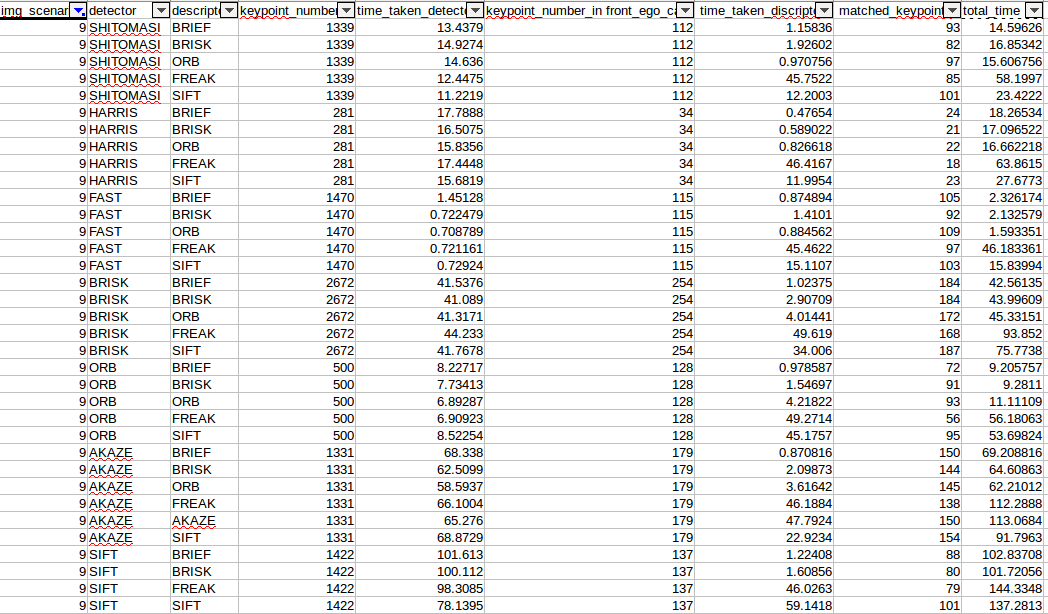 img_scenar detector descript keypoint_number time_taken_detect keypoint_number_in front_ego_ca time_taken_discript matched_keypoint total_time
9 SHITOMASI BRIEF 1339 13.4379 112 1.15836 93 14.59626
9 SHITOMASI BRISK 1339 14.9274 112 1.92602 82 16.85342
9 SHITOMASI ORB 1339 14.636 112 0.970756 97 15.606756
9 SHITOMASI FREAK 1339 12.4475 112 45.7522 85 58.1997
9 SHITOMASI SIFT 1339 11.2219 112 12.2003 101 23.4222
9 HARRIS BRIEF 281 17.7888 34 0.47654 24 18.26534
9 HARRIS BRISK 281 16.5075 34 0.589022 21 17.096522
9 HARRIS ORB 281 15.8356 34 0.826618 22 16.662218
9 HARRIS FREAK 281 17.4448 34 46.4167 18 63.8615
9 HARRIS SIFT 281 15.6819 34 11.9954 23 27.6773
9 FAST BRIEF 1470 1.45128 115 0.874894 105 2.326174
9 FAST BRISK 1470 0.722479 115 1.4101 92 2.132579
9 FAST ORB 1470 0.708789 115 0.884562 109 1.593351
9 FAST FREAK 1470 0.721161 115 45.4622 97 46.183361
9 FAST SIFT 1470 0.72924 115 15.1107 103 15.83994
9 BRISK BRIEF 2672 41.5376 254 1.02375 184 42.56135
9 BRISK BRISK 2672 41.089 254 2.90709 184 43.99609
9 BRISK ORB 2672 41.3171 254 4.01441 172 45.33151
9 BRISK FREAK 2672 44.233 254 49.619 168 93.852
9 BRISK SIFT 2672 41.7678 254 34.006 187 75.7738
9 ORB BRIEF 500 8.22717 128 0.978587 72 9.205757
9 ORB BRISK 500 7.73413 128 1.54697 91 9.2811
9 ORB ORB 500 6.89287 128 4.21822 93 11.11109
9 ORB FREAK 500 6.90923 128 49.2714 56 56.18063
9 ORB SIFT 500 8.52254 128 45.1757 95 53.69824
9 AKAZE BRIEF 1331 68.338 179 0.870816 150 69.208816
9 AKAZE BRISK 1331 62.5099 179 2.09873 144 64.60863
9 AKAZE ORB 1331 58.5937 179 3.61642 145 62.21012
9 AKAZE FREAK 1331 66.1004 179 46.1884 138 112.2888
9 AKAZE AKAZE 1331 65.276 179 47.7924 150 113.0684
9 AKAZE SIFT 1331 68.8729 179 22.9234 154 91.7963
9 SIFT BRIEF 1422 101.613 137 1.22408 88 102.83708
9 SIFT BRISK 1422 100.112 137 1.60856 80 101.72056
9 SIFT FREAK 1422 98.3085 137 46.0263 79 144.3348
9 SIFT SIFT 1422 78.1395 137 59.1418 101 137.2813